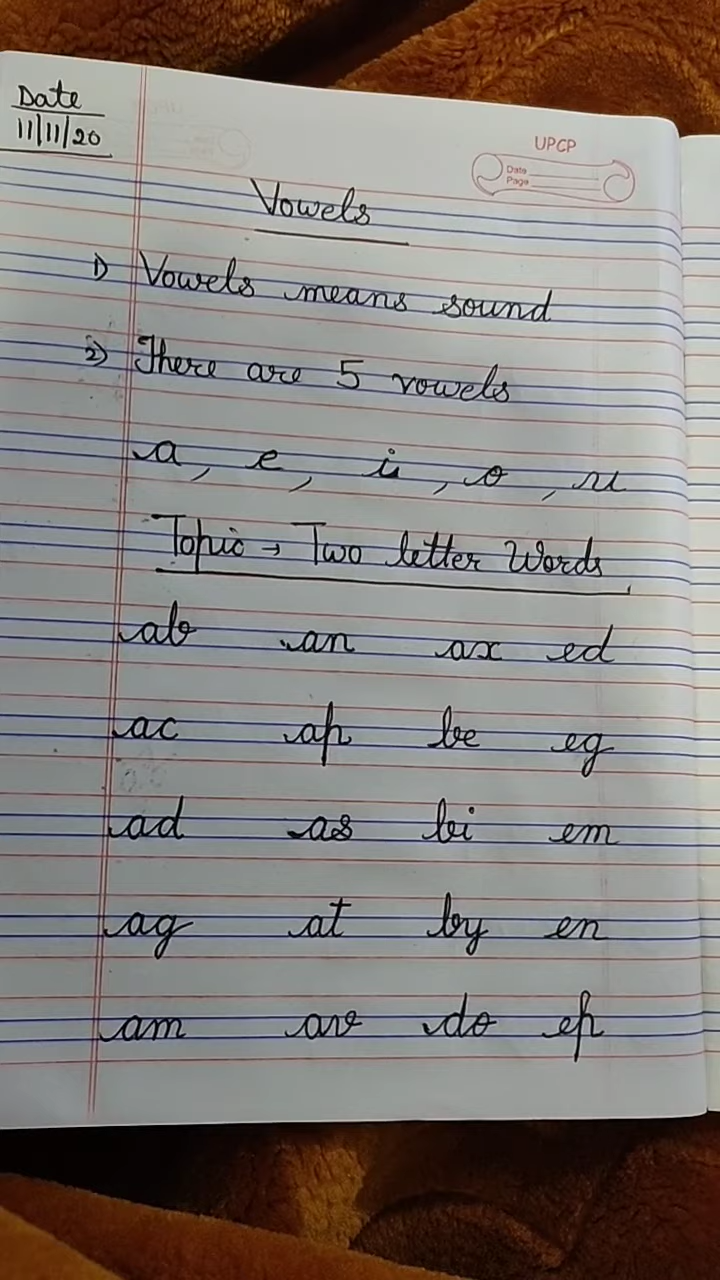 Date
11/11/20
UPCP
Date
Page
Vowels
1) Vowels means sound
2) There are 5 vowels
a, e, i, o, u
Topic → Two letter Words
ab an ax ed
ac ap be eg
ad as bi em
ag at by en
am av do ep